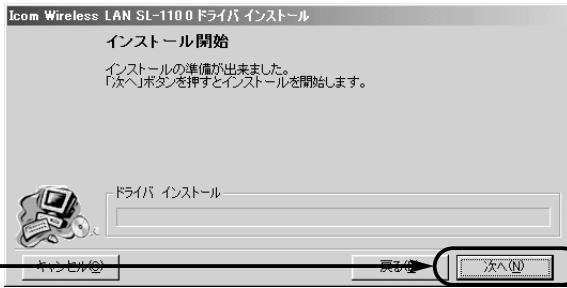 Icom Wireless LAN SL-1100 ドライバ インストール
インストール開始
インストールの準備が出来ました。
「次へ」ボタンを押すとインストールを開始します。
ドライバ インストール
キャンセル(C) 戻る(B) 次へ(N)